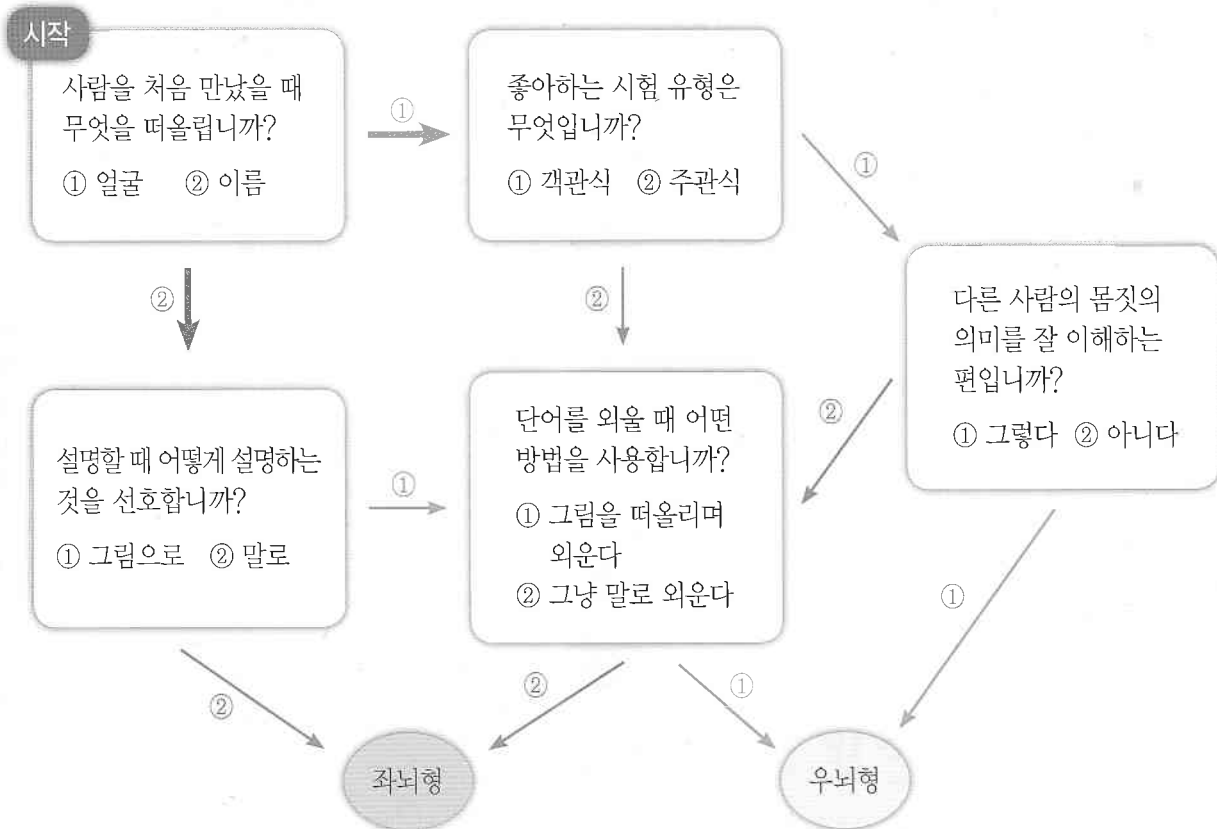 시작
사람을 처음 만났을 때
무엇을 떠올립니까?
① 얼굴 ② 이름
①
좋아하는 시험 유형은
무엇입니까?
① 객관식 ② 주관식
①
②
②
다른 사람의 몸짓의
의미를 잘 이해하는
편입니까?
① 그렇다 ② 아니다
설명할 때 어떻게 설명하는
것을 선호합니까?
① 그림으로 ② 말로
①
단어를 외울 때 어떤
방법을 사용합니까?
① 그림을 떠올리며
외운다
② 그냥 말로 외운다
②
①
②
②
①
좌뇌형
우뇌형